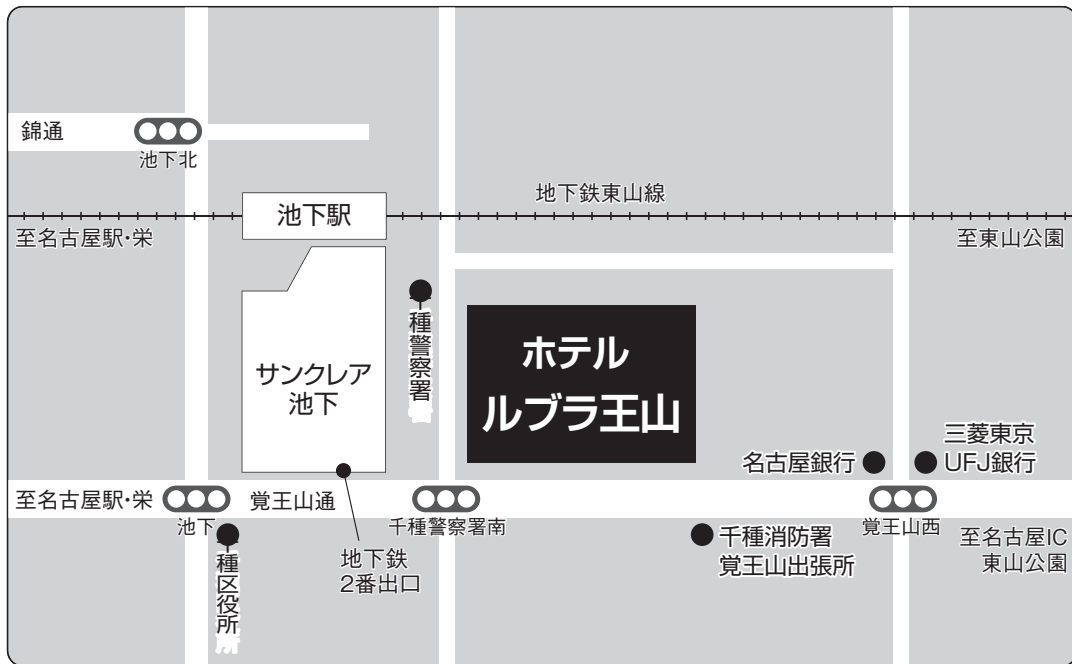 錦通
池下北
池下駅
地下鉄東山線
至名古屋駅・栄
至東山公園
千種警察署
サンクレア
池下
ホテル
ルブラ王山
名古屋銀行
三菱東京
UFJ銀行
至名古屋駅・栄
池下
覚王山通
千種警察署南
覚王山西
千種区役所
地下鉄
2番出口
千種消防署
覚王山出張所
至名古屋IC
東山公園